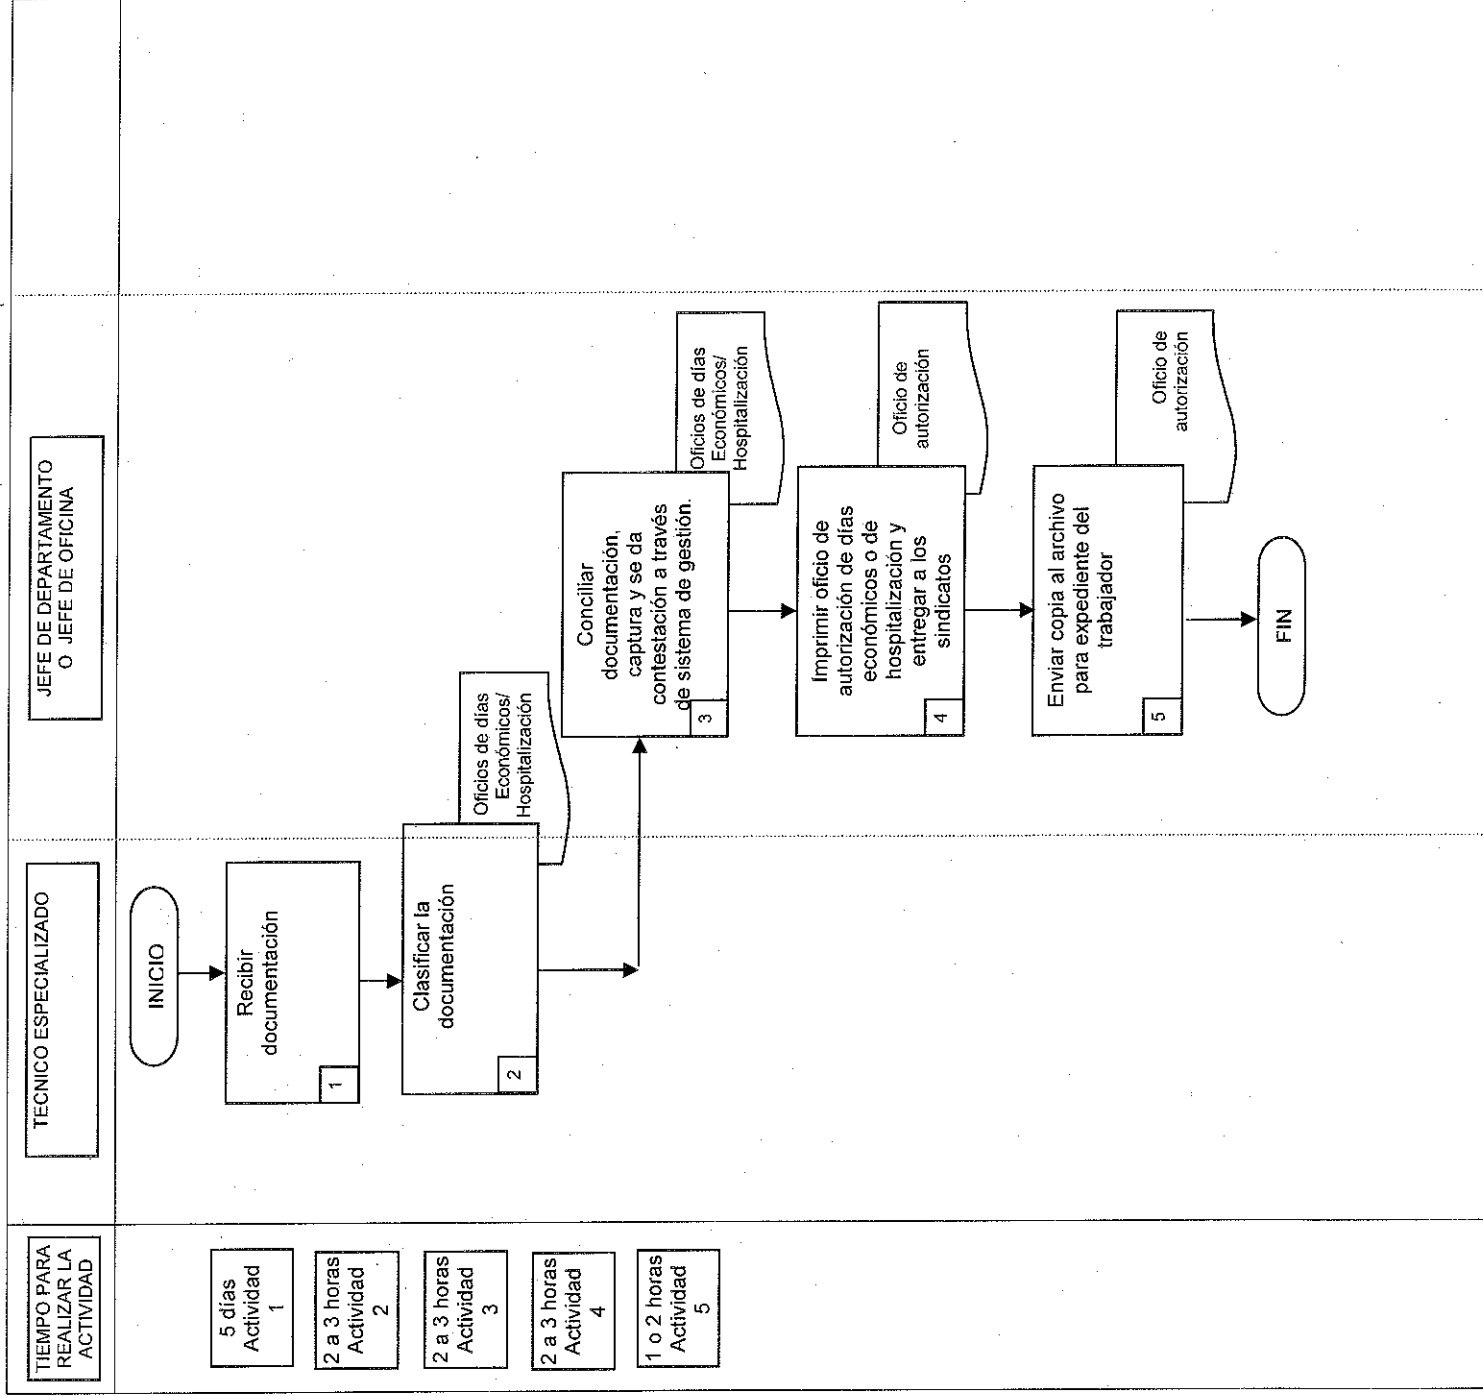 TIEMPO PARA
REALIZAR LA
ACTIVIDAD
TECNICO ESPECIALIZADO
JEFE DE DEPARTAMENTO
O JEFE DE OFICINA
5 días
Actividad
1
2 a 3 horas
Actividad
2
2 a 3 horas
Actividad
3
2 a 3 horas
Actividad
4
1 o 2 horas
Actividad
5
INICIO
Recibir
documentación
1
Clasificar la
documentación
2
Oficios de días
Económicos/
Hospitalización
Conciliar
documentación,
captura y se da
contestación a través
de sistema de gestión.
3
Oficios de días
Económicos/
Hospitalización
Imprimir oficio de
autorización de días
económicos o de
hospitalización y
entregar a los
sindicatos
4
Oficio de
autorización
Enviar copia al archivo
para expediente del
trabajador
5
Oficio de
autorización
FIN